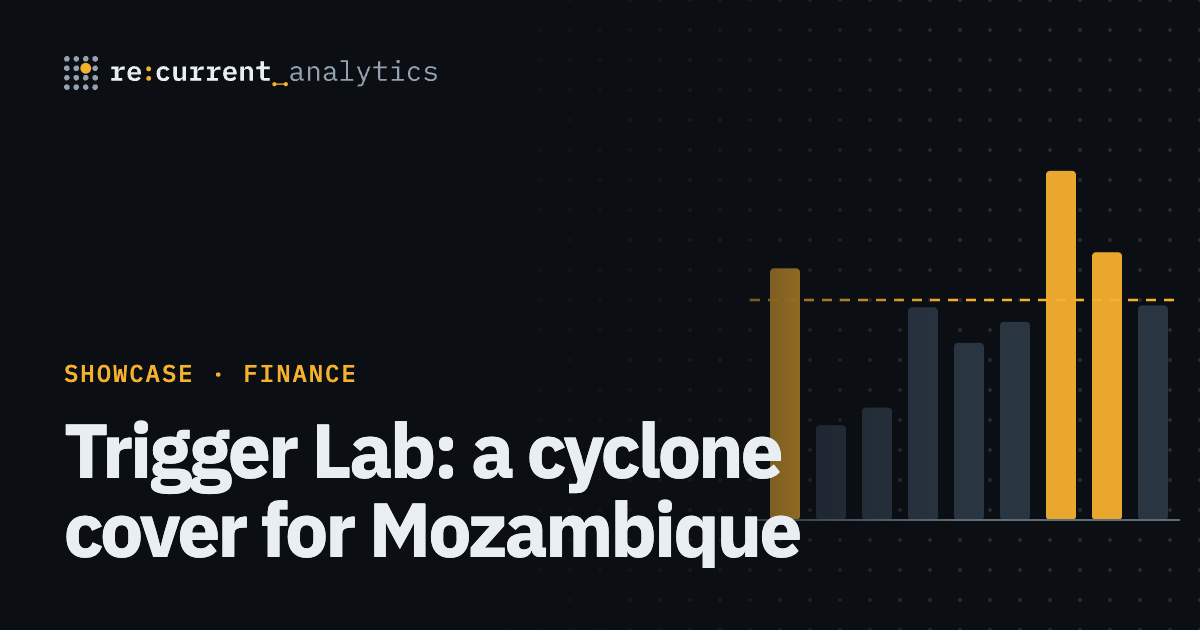 re:current_analytics
SHOWCASE · FINANCE
Trigger Lab: a cyclone
cover for Mozambique